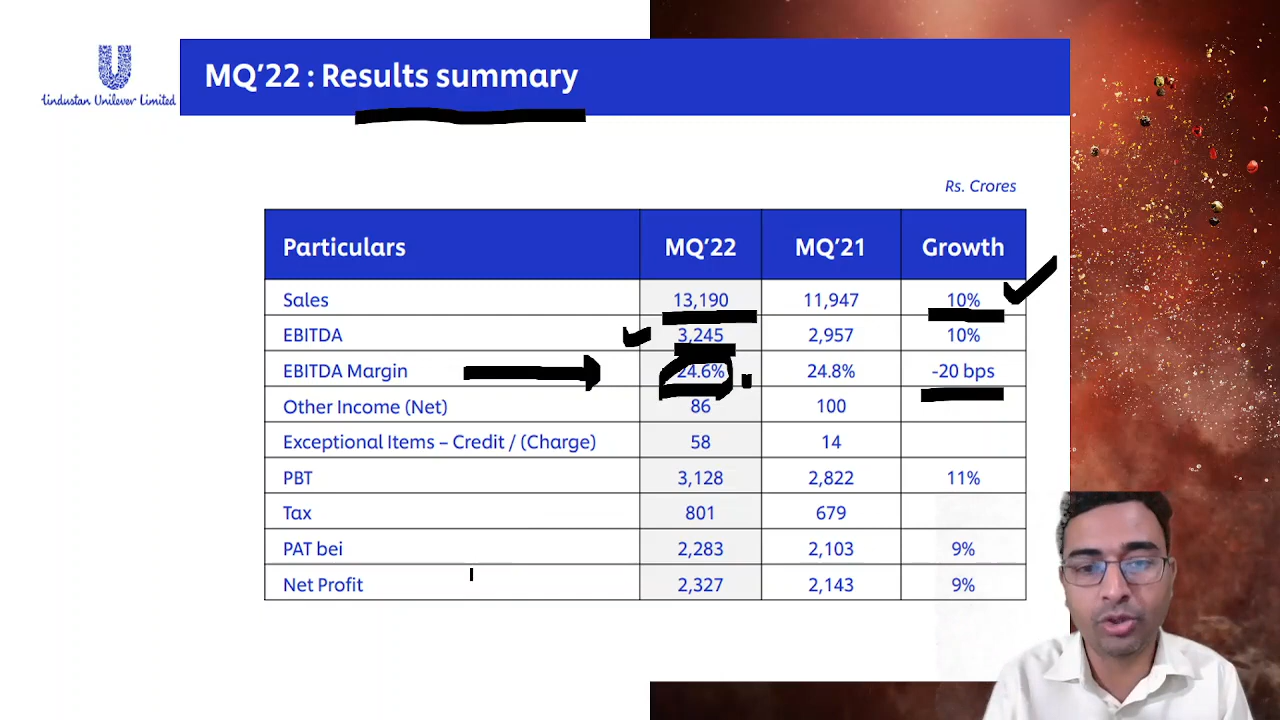 Hindustan Unilever Limited
MQ'22 : Results summary
Rs. Crores
Particulars MQ'22 MQ'21 Growth
Sales 13,190 11,947 10%
EBITDA 3,245 2,957 10%
EBITDA Margin 24.6% 24.8% -20 bps
Other Income (Net) 86 100
Exceptional Items – Credit / (Charge) 58 14
PBT 3,128 2,822 11%
Tax 801 679
PAT bei 2,283 2,103 9%
Net Profit 2,327 2,143 9%